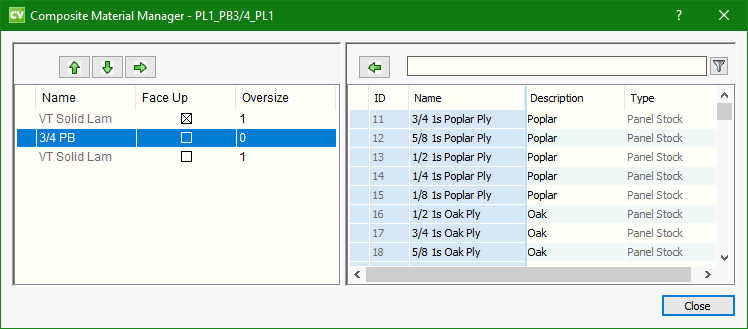 CV Composite Material Manager - PL1_PB3/4_PL1 ?
Name Face Up Oversize
VT Solid Lam 1
3/4 PB 0
VT Solid Lam 1
ID Name Description Type
11 3/4 1s Poplar Ply Poplar Panel Stock
12 5/8 1s Poplar Ply Poplar Panel Stock
13 1/2 1s Poplar Ply Poplar Panel Stock
14 1/4 1s Poplar Ply Poplar Panel Stock
15 1/8 1s Poplar Ply Poplar Panel Stock
16 1/2 1s Oak Ply Oak Panel Stock
17 3/4 1s Oak Ply Oak Panel Stock
18 5/8 1s Oak Ply Oak Panel Stock
Close